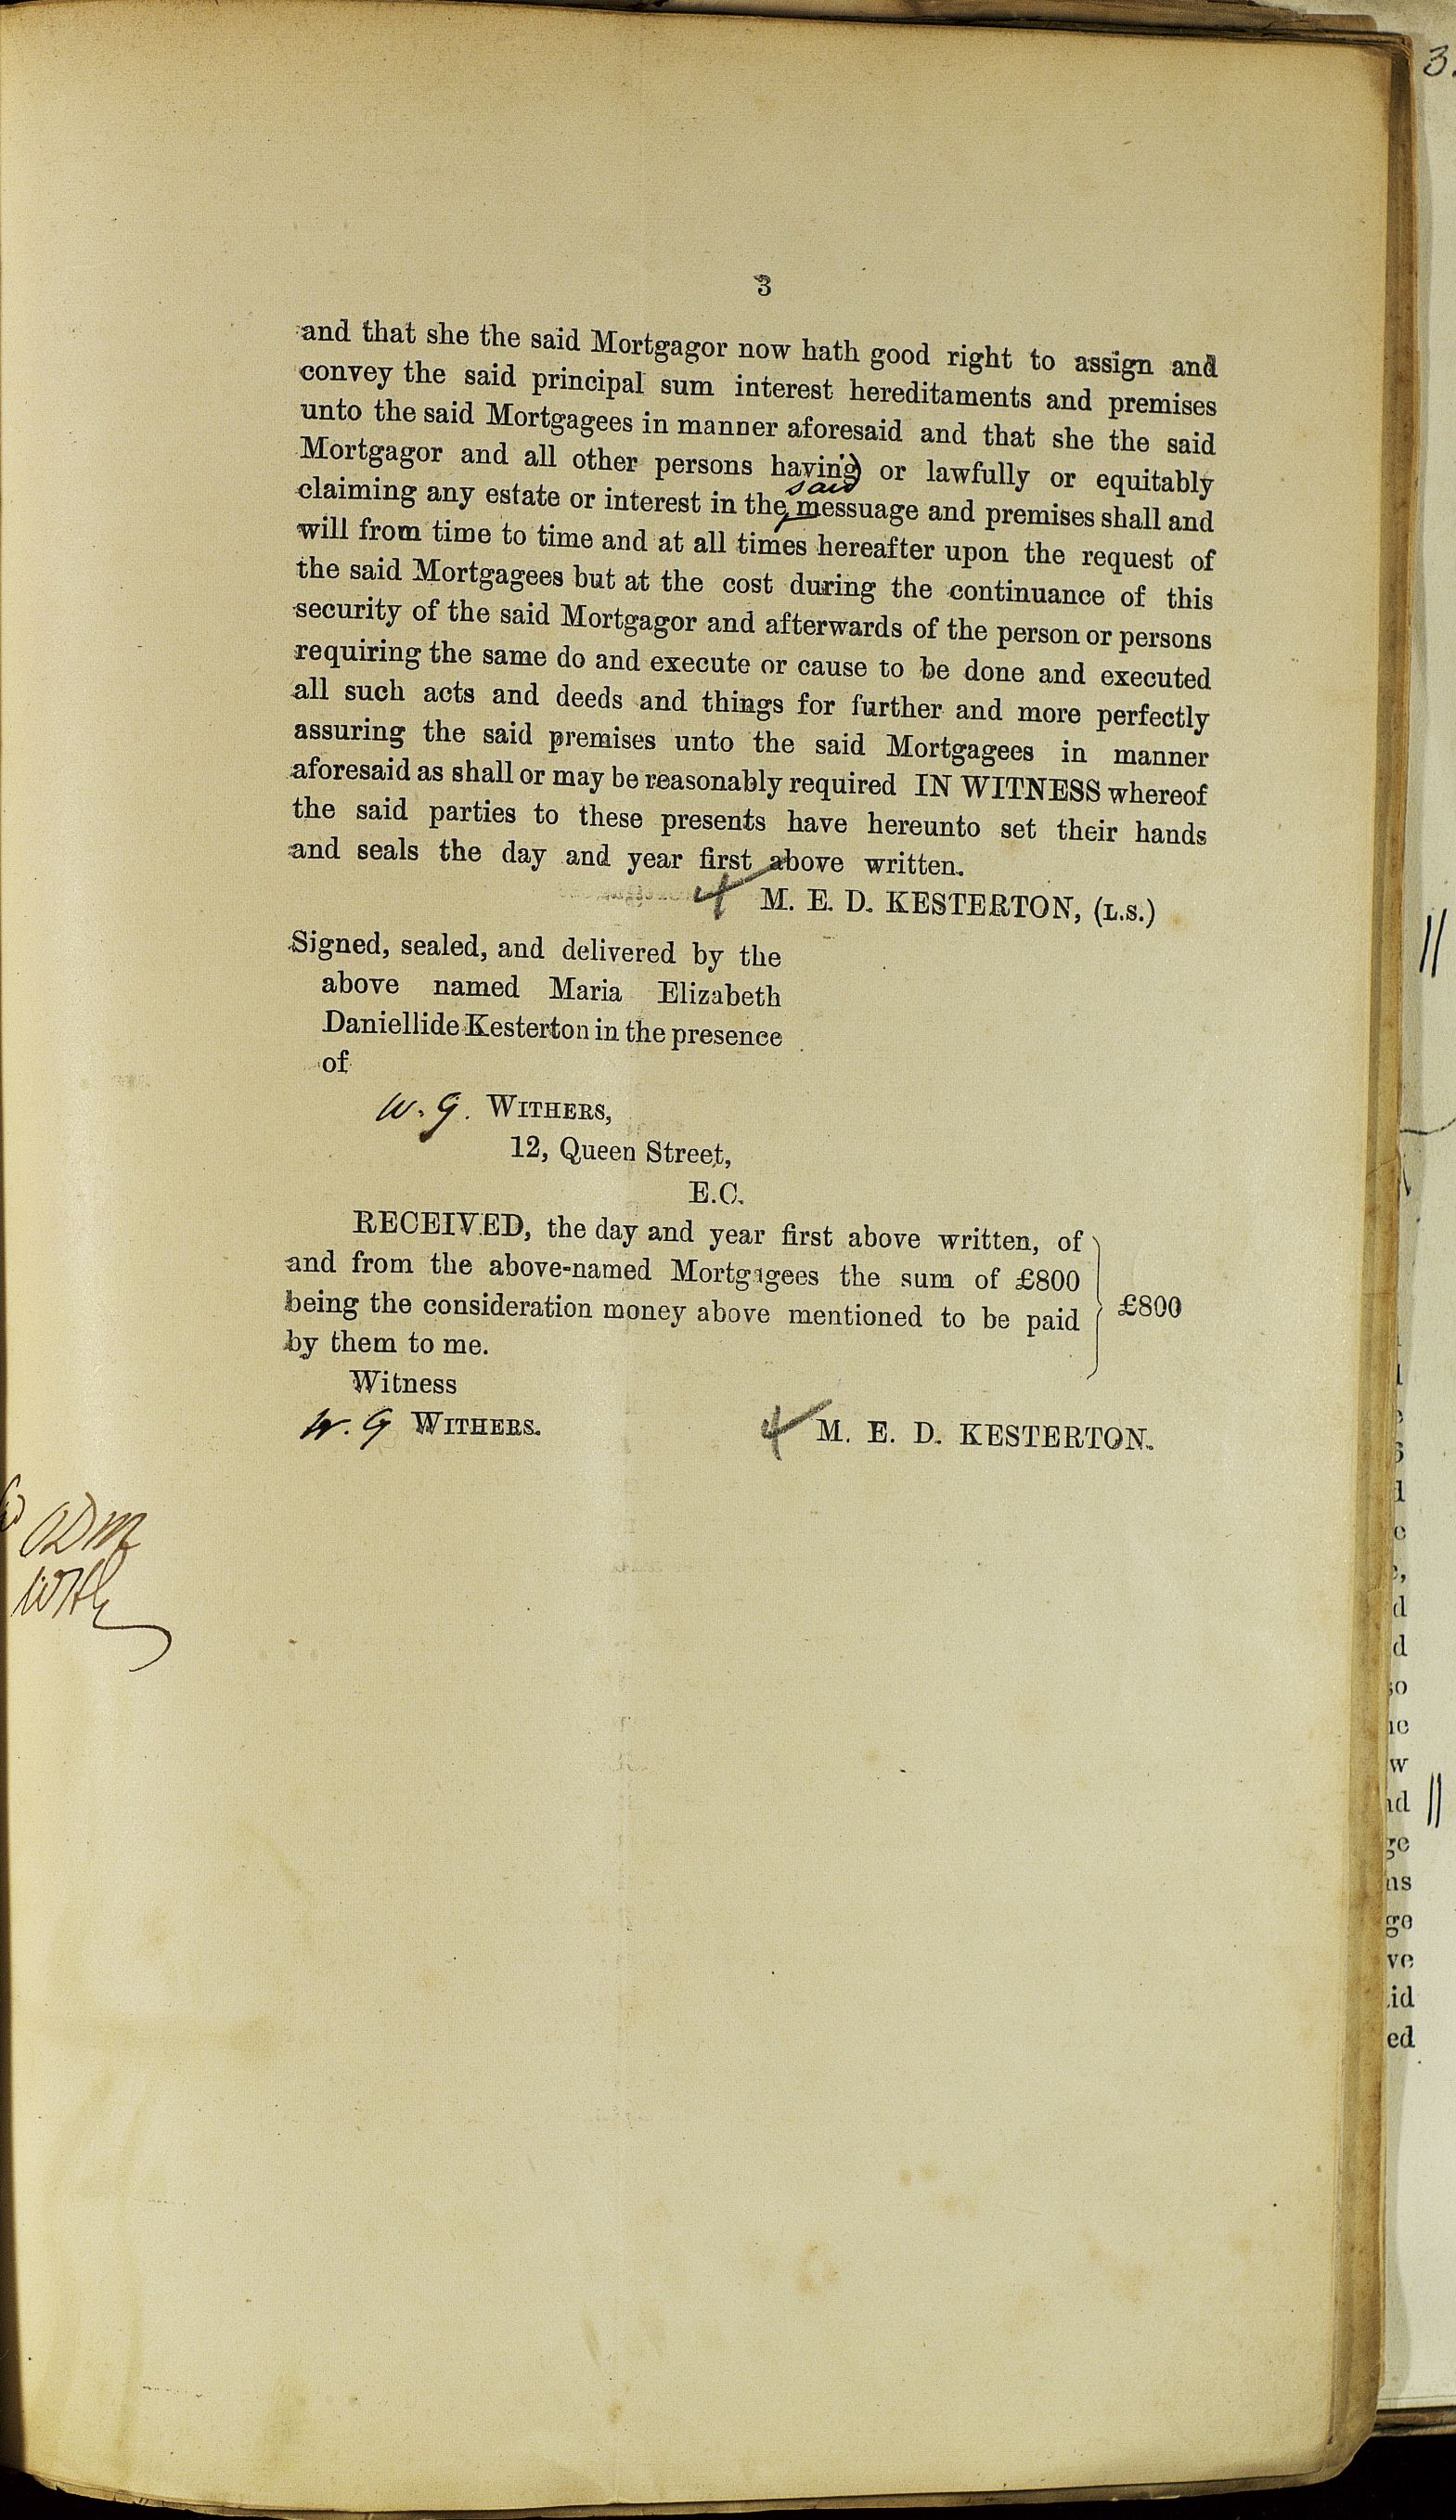 3.
3
and that she the said Mortgagor now hath good right to assign and
convey the said principal sum interest hereditaments and premises
unto the said Mortgagees in manner aforesaid and that she the said
Mortgagor and all other persons having or lawfully or equitably
said
claiming any estate or interest in the messuage and premises shall and
will from time to time and at all times hereafter upon the request of
the said Mortgagees but at the cost during the continuance of this
security of the said Mortgagor and afterwards of the person or persons
requiring the same do and execute or cause to be done and executed
all such acts and deeds and things for further and more perfectly
assuring the said premises unto the said Mortgagees in manner
aforesaid as shall or may be reasonably required IN WITNESS whereof
the said parties to these presents have hereunto set their hands
and seals the day and year first above written.
M. E. D. KESTERTON, (L.S.)
Signed, sealed, and delivered by the
above named Maria Elizabeth
Daniellide Kesterton in the presence
of
W. G. WITHERS,
12, Queen Street,
E.C.
RECEIVED, the day and year first above written, of
and from the above-named Mortgagees the sum of £800
being the consideration money above mentioned to be paid
by them to me.
£800
Witness
W. G WITHERS.
M. E. D. KESTERTON.